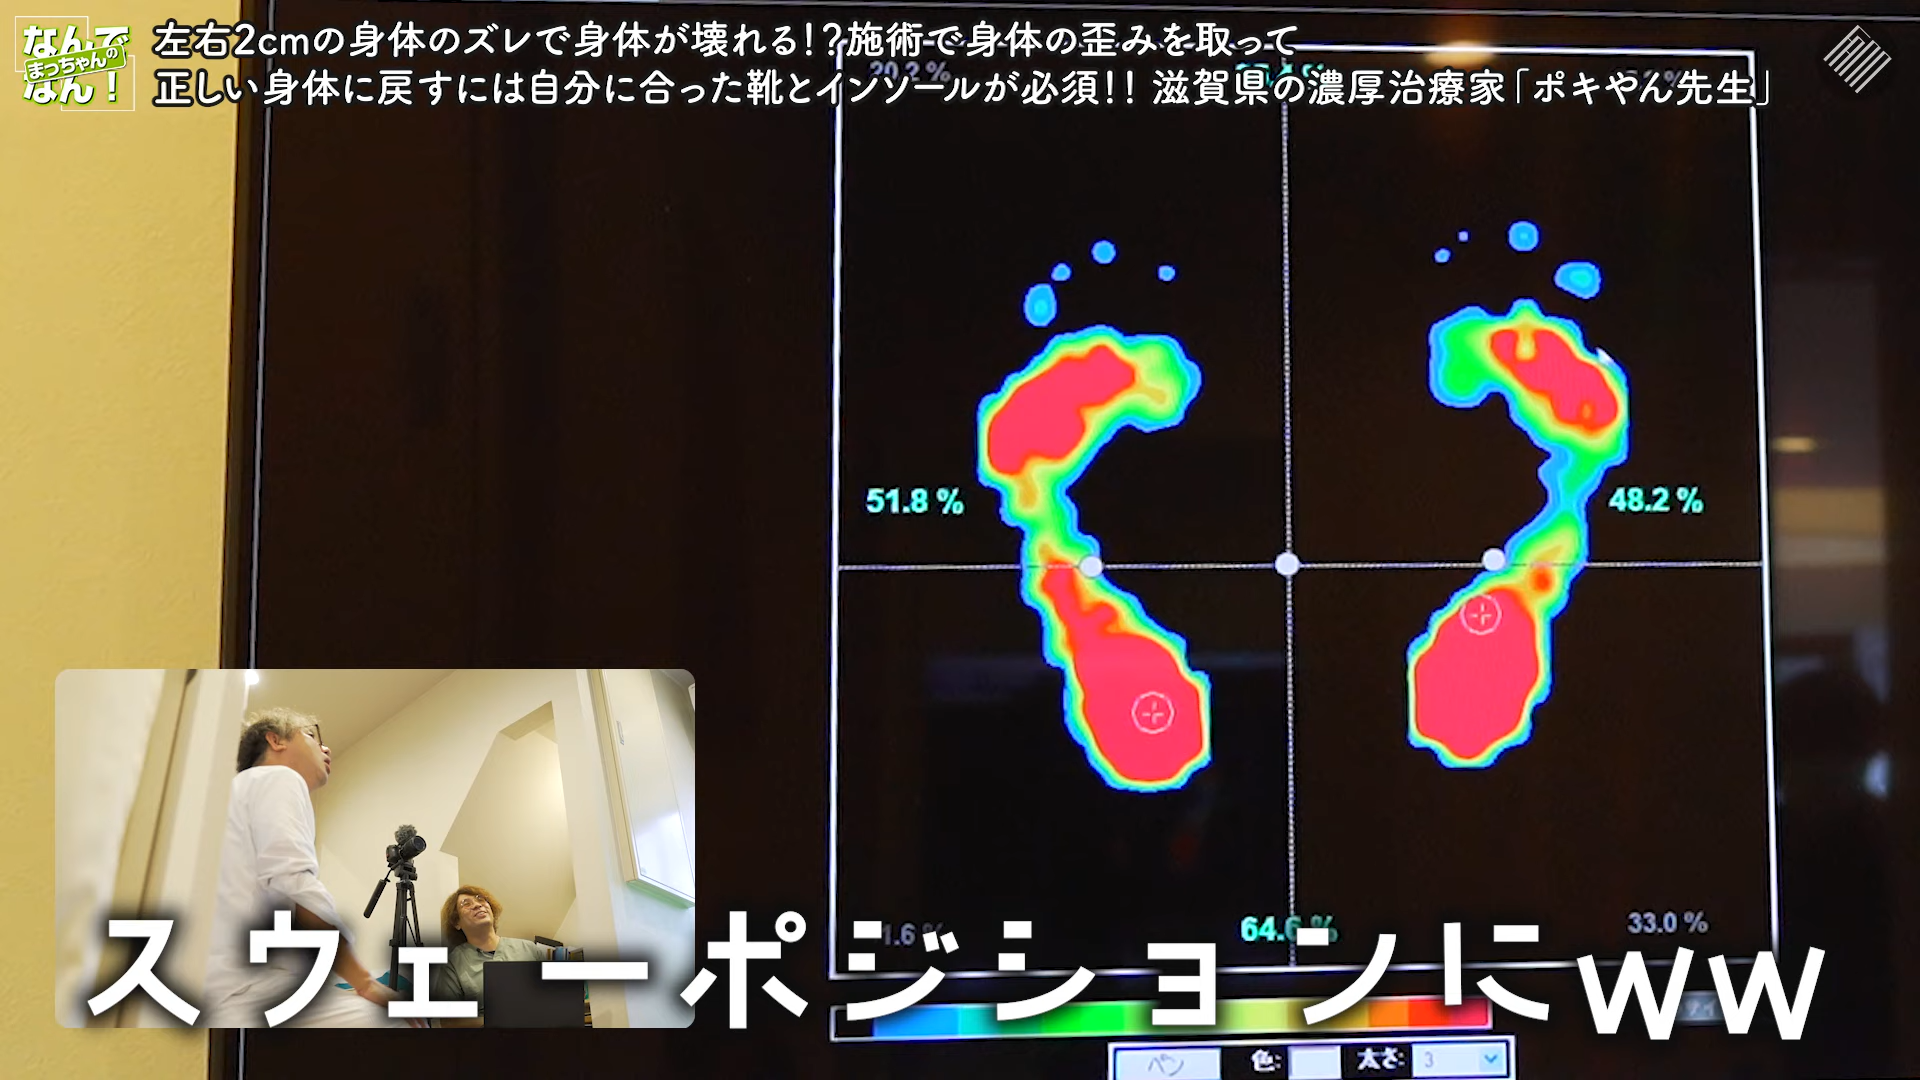 なんで
まっちゃんの
なん！
左右2cmの身体のズレで身体が壊れる！？施術で身体の歪みを取って
正しい身体に戻すには自分に合った靴とインソールが必須！！ 滋賀県の濃厚治療家「ポキやん先生」
20.2 %
51.8 %
48.2 %
64.6 %
33.0 %
スウェーポジションにww
ペン
色:
太さ:
3